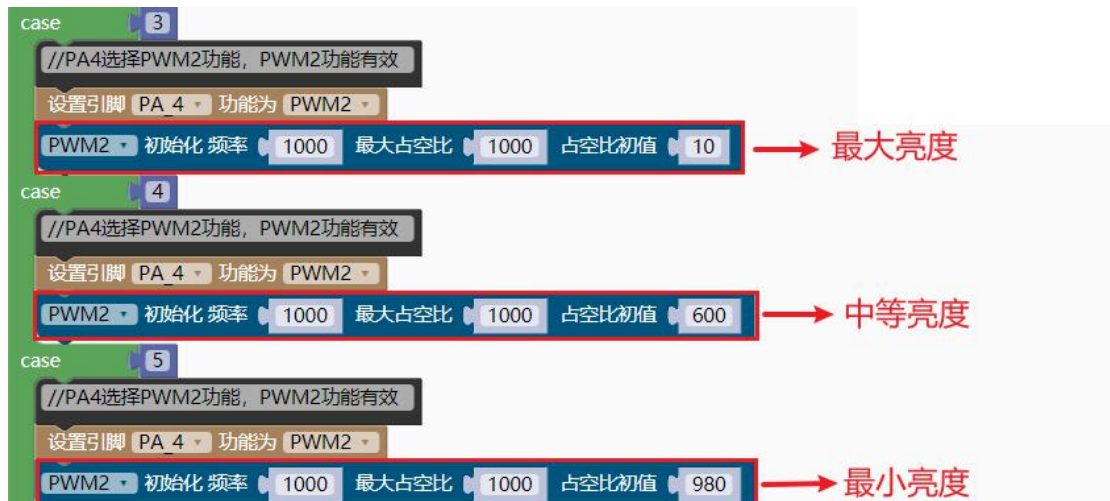 case 3
//PA4选择PWM2功能，PWM2功能有效
设置引脚 PA_4 功能为 PWM2
PWM2 初始化 频率 1000 最大占空比 1000 占空比初值 10 最大亮度
case 4
//PA4选择PWM2功能，PWM2功能有效
设置引脚 PA_4 功能为 PWM2
PWM2 初始化 频率 1000 最大占空比 1000 占空比初值 600 中等亮度
case 5
//PA4选择PWM2功能，PWM2功能有效
设置引脚 PA_4 功能为 PWM2
PWM2 初始化 频率 1000 最大占空比 1000 占空比初值 980 最小亮度